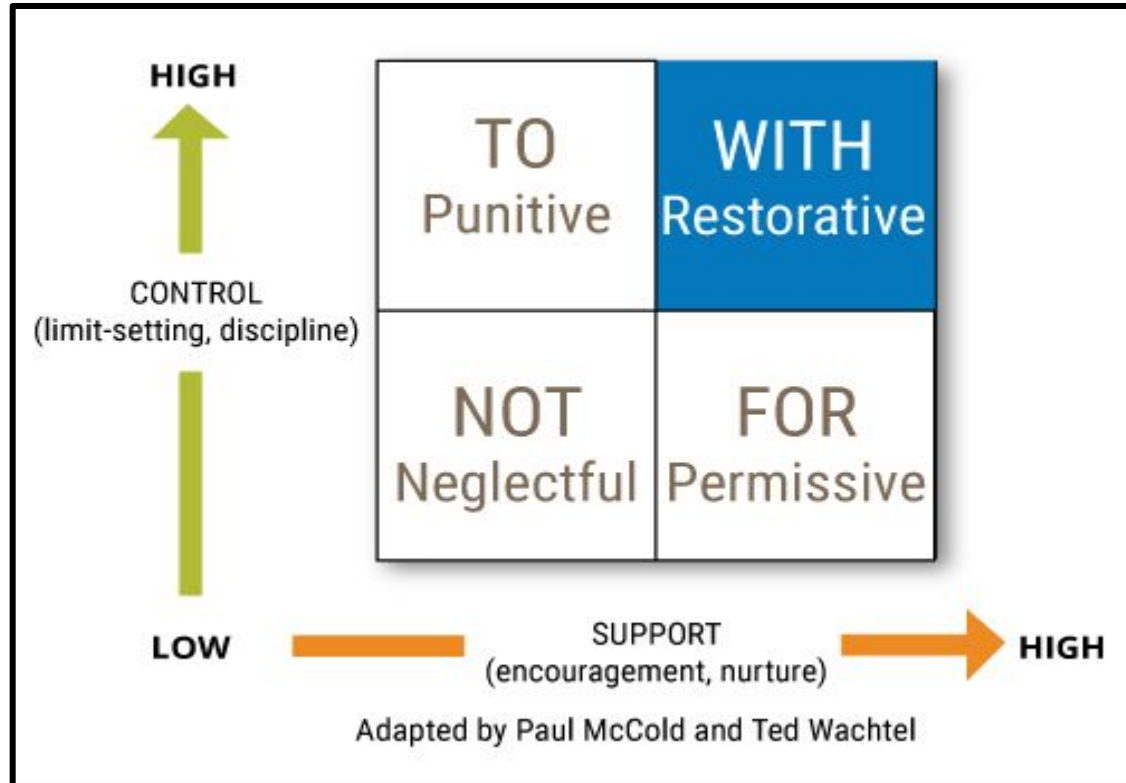 HIGH
TO
Punitive
WITH
Restorative
CONTROL
(limit-setting, discipline)
NOT
Neglectful
FOR
Permissive
LOW
SUPPORT
(encouragement, nurture)
HIGH
Adapted by Paul McCold and Ted Wachtel